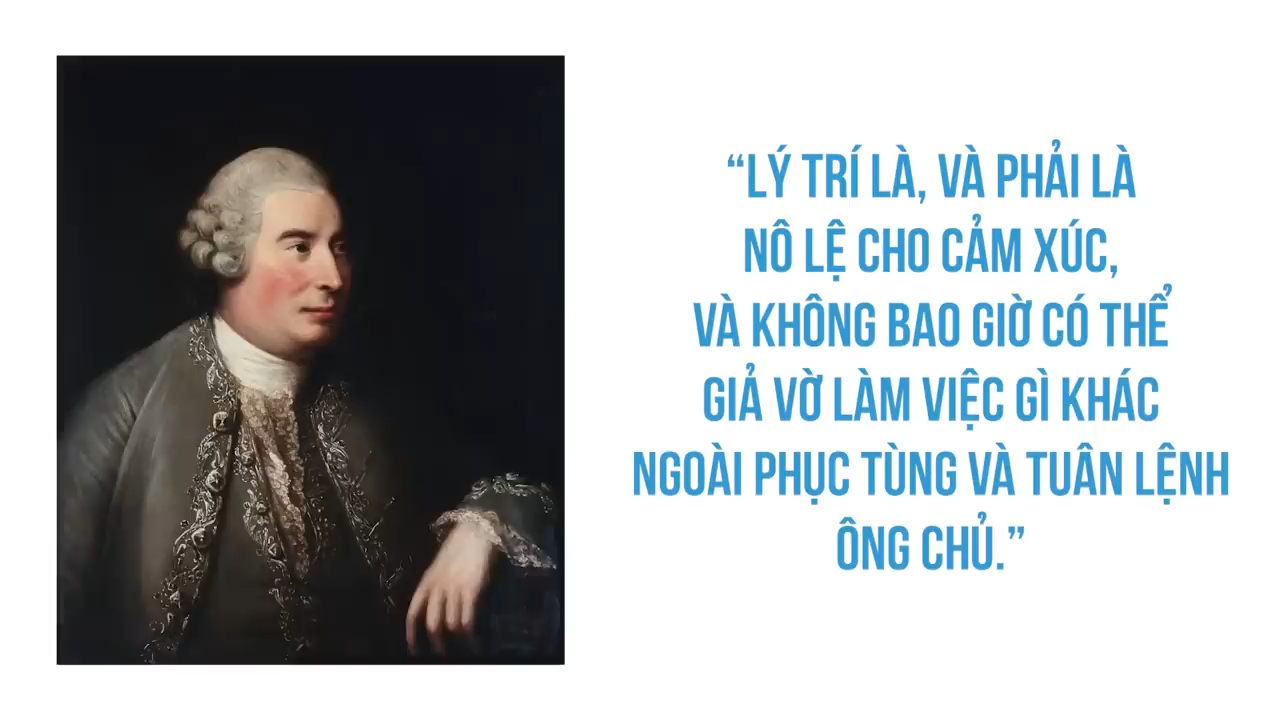 “LÝ TRÍ LÀ, VÀ PHẢI LÀ
NÔ LỆ CHO CẢM XÚC,
VÀ KHÔNG BAO GIỜ CÓ THỂ
GIẢ VỜ LÀM VIỆC GÌ KHÁC
NGOÀI PHỤC TÙNG VÀ TUÂN LỆNH
ÔNG CHỦ.”